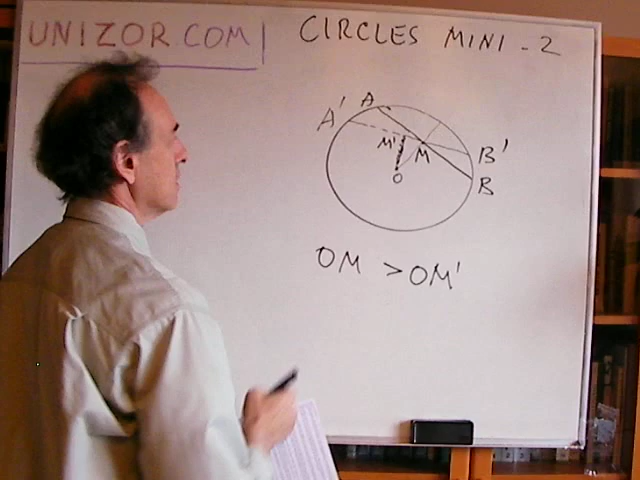 UNIZOR.COM
CIRCLES MINI - 2
A' A
M' M B'
O B
OM > OM'